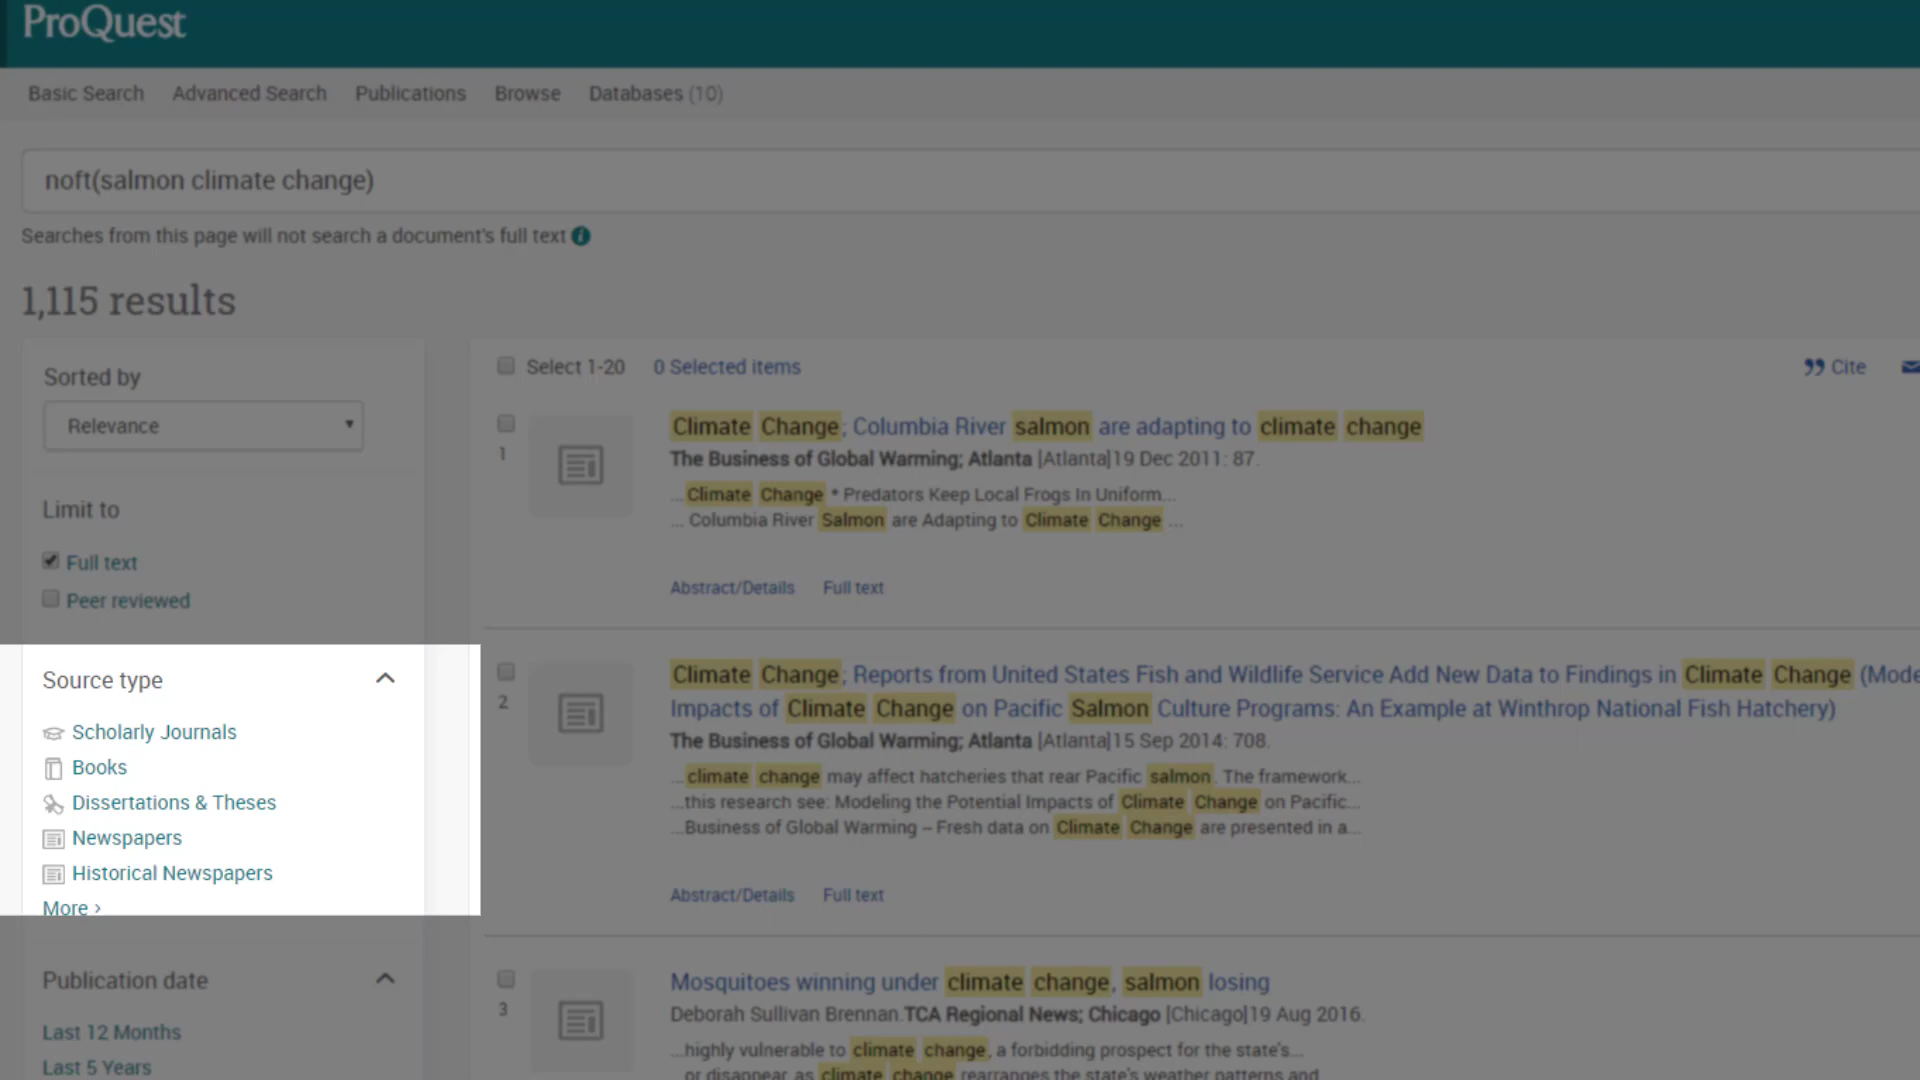 ProQuest
Basic Search Advanced Search Publications Browse Databases (10)
noft(salmon climate change)
Searches from this page will not search a document's full text i
1,115 results
Sorted by
Relevance
Limit to
Full text
Peer reviewed
Source type
Scholarly Journals
Books
Dissertations & Theses
Newspapers
Historical Newspapers
More ›
Publication date
Last 12 Months
Last 5 Years
Select 1-20 0 Selected items
Cite
1
Climate Change; Columbia River salmon are adapting to climate change
The Business of Global Warming; Atlanta [Atlanta]19 Dec 2011: 87.
...Climate Change * Predators Keep Local Frogs In Uniform...
... Columbia River Salmon are Adapting to Climate Change ...
Abstract/Details Full text
2
Climate Change; Reports from United States Fish and Wildlife Service Add New Data to Findings in Climate Change (Mode
Impacts of Climate Change on Pacific Salmon Culture Programs: An Example at Winthrop National Fish Hatchery)
The Business of Global Warming; Atlanta [Atlanta]15 Sep 2014: 708.
...climate change may affect hatcheries that rear Pacific salmon. The framework...
...this research see: Modeling the Potential Impacts of Climate Change on Pacific...
...Business of Global Warming – Fresh data on Climate Change are presented in a...
Abstract/Details Full text
3
Mosquitoes winning under climate change, salmon losing
Deborah Sullivan Brennan.TCA Regional News; Chicago [Chicago]19 Aug 2016.
...highly vulnerable to climate change, a forbidding prospect for the state's...
or disappear, as climate change rearranges the state's weather patterns and